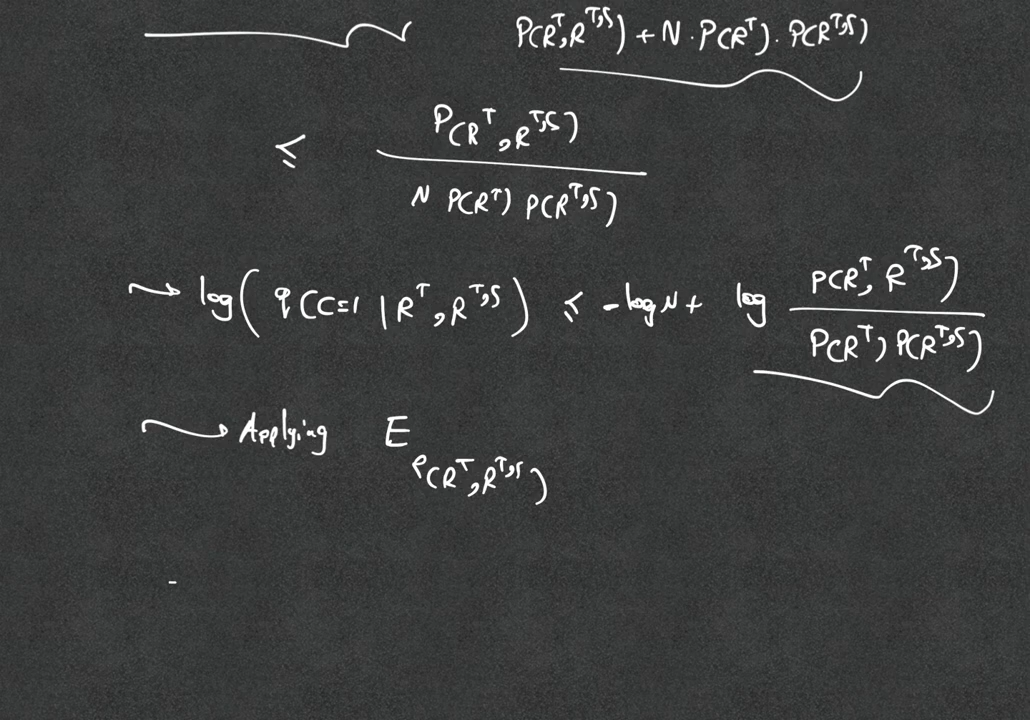 P(R^T, R^{T,S}) + N · P(R^T) · P(R^{T,S})
≤ P(R^T, R^{T,S}) / N P(R^T) P(R^{T,S})
→ log( q(C=1 | R^T, R^{T,S}) ≤ -log N + log P(R^T, R^{T,S}) / P(R^T) P(R^{T,S})
→ Applying E_{P(R^T, R^{T,S})}
-